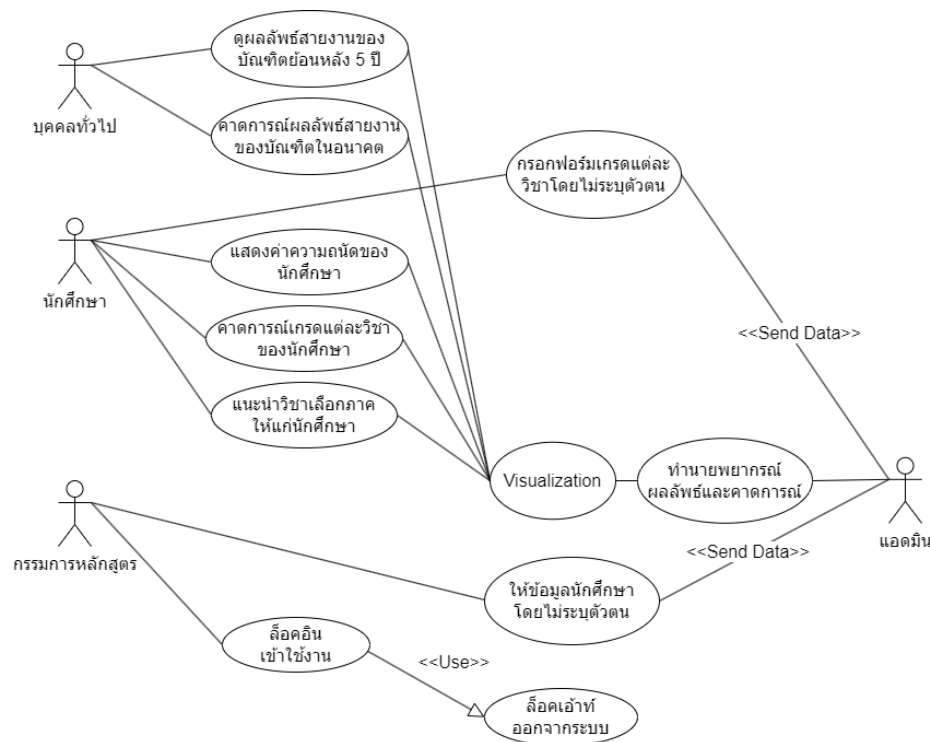 ดูผลลัพธ์สายงานของ
บัณฑิตย้อนหลัง 5 ปี
บุคคลทั่วไป
คาดการณ์ผลลัพธ์สายงาน
ของบัณฑิตในอนาคต
กรอกฟอร์มเกรดแต่ละ
วิชาโดยไม่ระบุตัวตน
นักศึกษา
แสดงค่าความถนัดของ
นักศึกษา
คาดการณ์เกรดแต่ละวิชา
ของนักศึกษา
<<Send Data>>
แนะนำวิชาเลือกภาค
ให้แก่นักศึกษา
Visualization
ทำนายพยากรณ์
ผลลัพธ์และคาดการณ์
แอดมิน
กรรมการหลักสูตร
<<Send Data>>
ให้ข้อมูลนักศึกษา
โดยไม่ระบุตัวตน
ล็อคอิน
เข้าใช้งาน
<<Use>>
ล็อคเอ้าท์
ออกจากระบบ